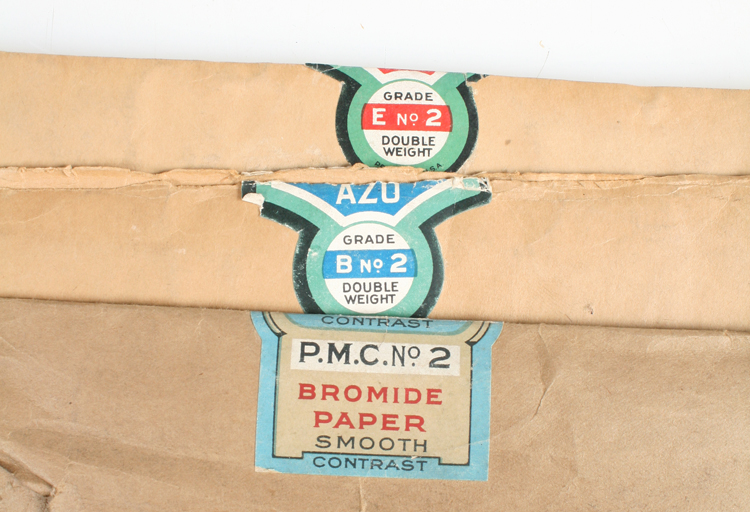 GRADE
E No 2
DOUBLE
WEIGHT
AZO
GRADE
B No 2
DOUBLE
WEIGHT
CONTRAST
P.M.C. No 2
BROMIDE
PAPER
SMOOTH
CONTRAST